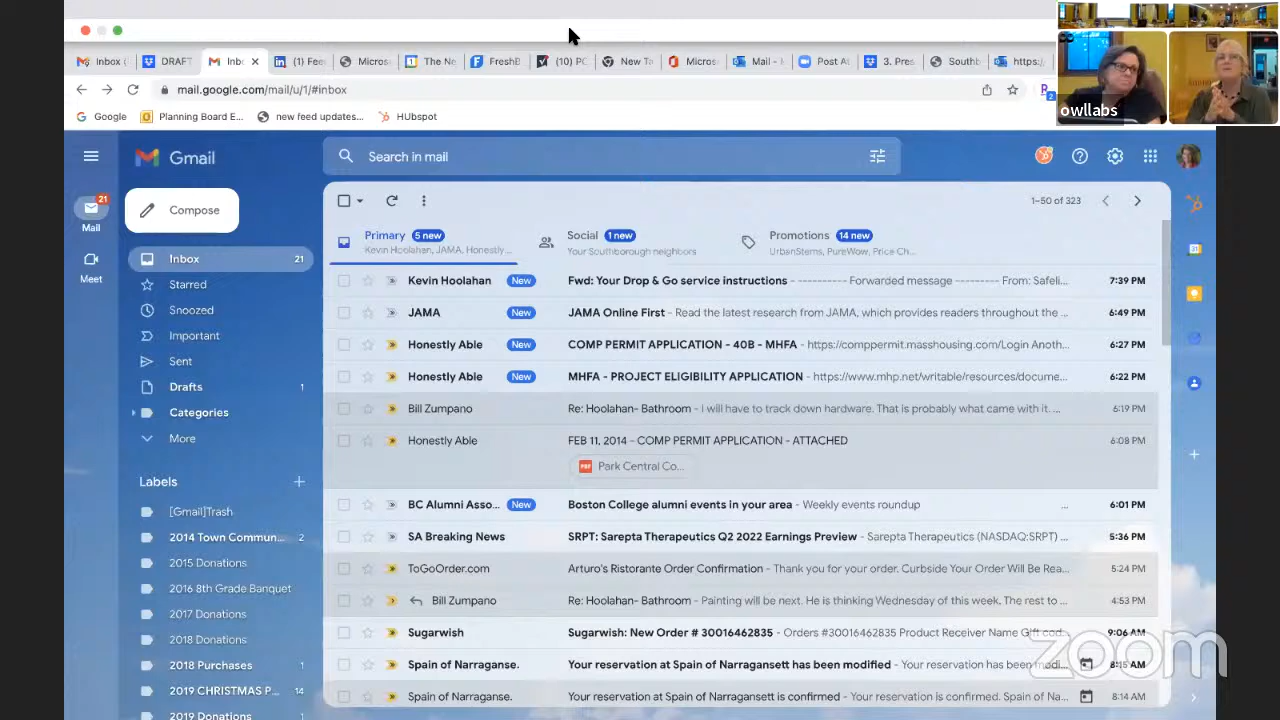 Inbox (
DRAFT
Inb
(1) Fee
Micros
The Ne
FreshB
(10) PC
New Ta
Micros
Mail -
Post At
3. Pres
Southb
https:/
mail.google.com/mail/u/1/#inbox
Google
Planning Board E...
new feed updates...
HUbspot
owllabs
Gmail
Search in mail
21
Mail
Meet
Compose
Inbox 21
Starred
Snoozed
Important
Sent
Drafts 1
Categories
More
Labels
[Gmail]Trash
2014 Town Commun... 2
2015 Donations
2016 8th Grade Banquet
2017 Donations
2018 Donations
2018 Purchases 1
2019 CHRISTMAS P... 14
2019 Donations 1
1–50 of 323
Primary 5 new
Kevin Hoolahan, JAMA, Honestly ...
Social 1 new
Your Southborough neighbors
Promotions 14 new
UrbanStems, PureWow, Price Ch...
Kevin Hoolahan New Fwd: Your Drop & Go service instructions - ---------- Forwarded message --------- From: Safeli... 7:39 PM
JAMA New JAMA Online First - Read the latest research from JAMA, which provides readers throughout the ... 6:49 PM
Honestly Able New COMP PERMIT APPLICATION - 40B - MHFA - https://comppermit.masshousing.com/Login Anoth... 6:27 PM
Honestly Able New MHFA - PROJECT ELIGIBILITY APPLICATION - https://www.mhp.net/writable/resources/docume... 6:22 PM
Bill Zumpano Re: Hoolahan- Bathroom - I will have to track down hardware. That is probably what came with it. ... 6:19 PM
Honestly Able FEB 11, 2014 - COMP PERMIT APPLICATION - ATTACHED 6:08 PM
PDF Park Central Co...
BC Alumni Asso... New Boston College alumni events in your area - Weekly events roundup ... 6:01 PM
SA Breaking News SRPT: Sarepta Therapeutics Q2 2022 Earnings Preview - Sarepta Therapeutics (NASDAQ:SRPT) ... 5:36 PM
ToGoOrder.com Arturo's Ristorante Order Confirmation - Thank you for your order. Curbside Your Order Will Be Rea... 5:24 PM
Bill Zumpano Re: Hoolahan- Bathroom - Painting will be next. He is thinking Wednesday of this week. The rest to ... 4:53 PM
Sugarwish Sugarwish: New Order # 30016462835 - Orders #30016462835 Product Receiver Name Gift cod... 9:06 AM
Spain of Narraganse. Your reservation at Spain of Narragansett has been modified - Your reservation has been modi... 8:15 AM
Spain of Narraganse. Your reservation at Spain of Narragansett is confirmed - Your reservation is confirmed. Spain of Na... 8:14 AM
zoom